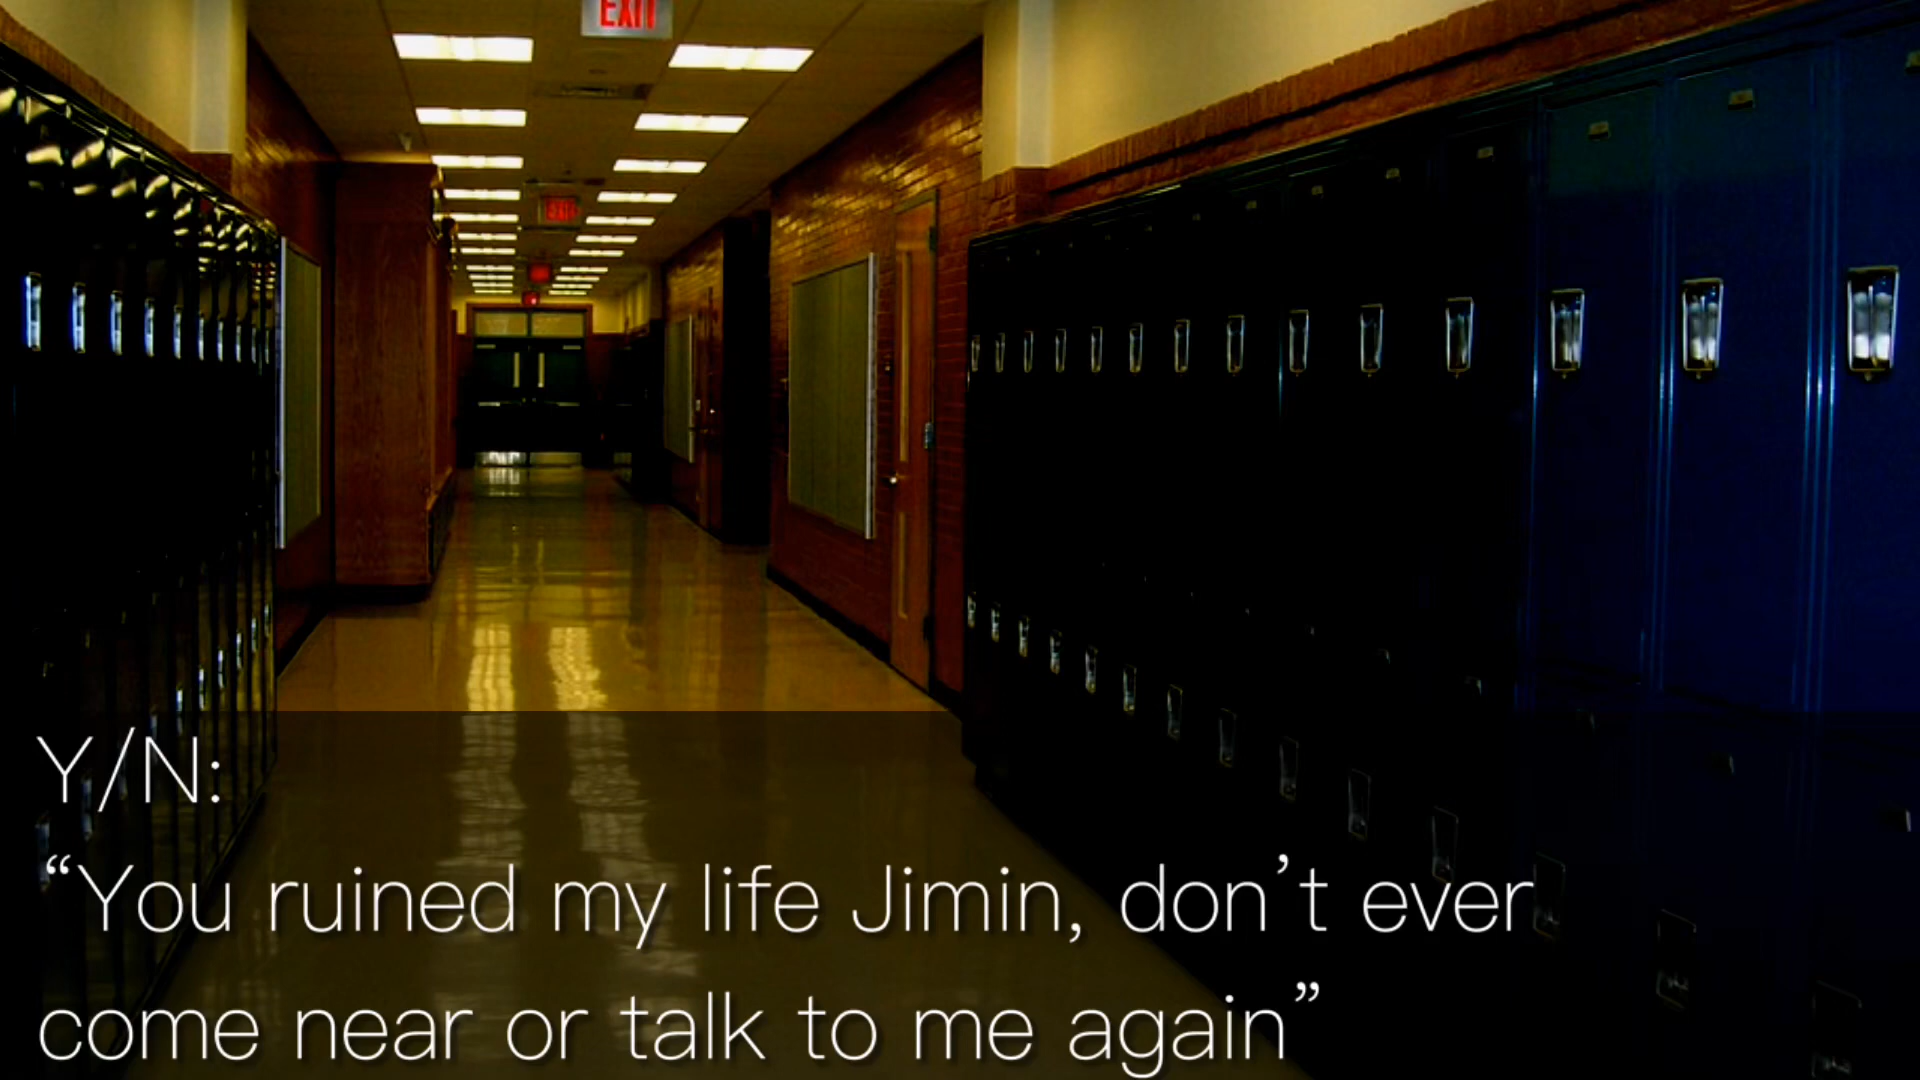 EXIT
EXIT
Y/N:
“You ruined my life Jimin, don’t ever
come near or talk to me again”